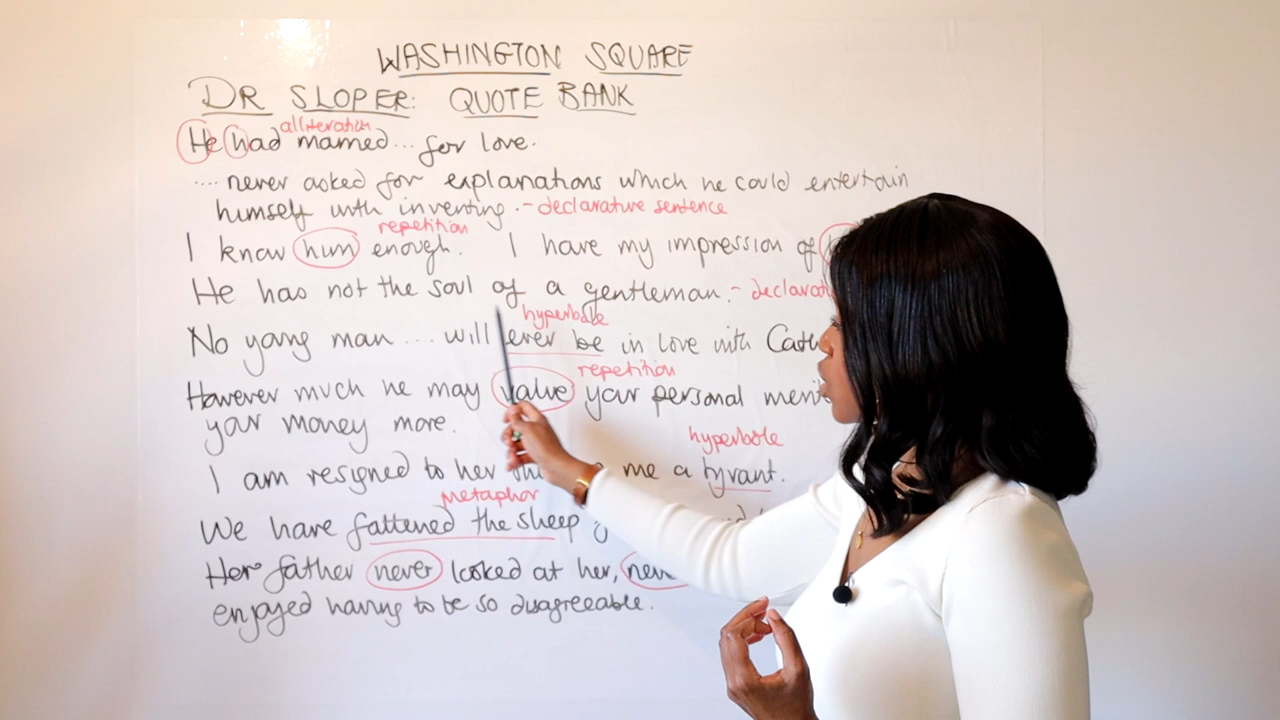 WASHINGTON SQUARE
DR SLOPER: QUOTE BANK
alliteration
He had married... for love.
.... never asked for explanations which he could entertain
himself with inventing. - declarative sentence
repetition
I know him enough. I have my impression of
He has not the soul of a gentleman. - declarat
hyperbole
No young man ... will ever be in love with Cath
repetition
However much he may value your personal merit
your money more.
hyperbole
I am resigned to her me a tyrant.
metaphor
We have fattened the sheep
Her father never looked at her,
enjoyed having to be so disagreeable.